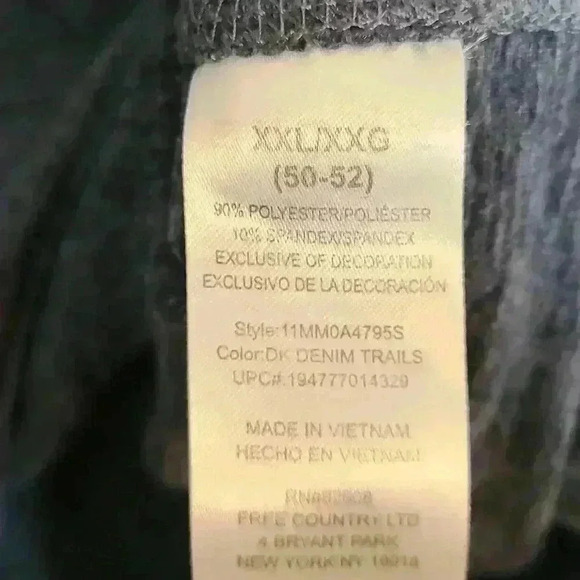 XXL/XXG
(50-52)
90% POLYESTER/POLIÉSTER
10% SPANDEX/SPANDEX
EXCLUSIVE OF DECORATION
EXCLUSIVO DE LA DECORACIÓN
Style:11MM0A4795S
Color:DK DENIM TRAILS
UPC#:194777014329
MADE IN VIETNAM
HECHO EN VIETNAM
FREE COUNTRY LTD
4 BRYANT PARK
NEW YORK NY